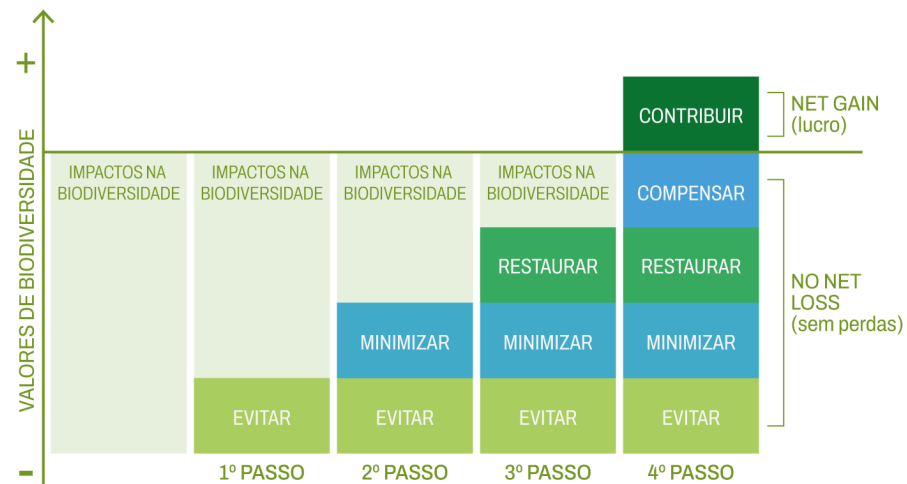 +
VALORES DE BIODIVERSIDADE
-
IMPACTOS NA
BIODIVERSIDADE
IMPACTOS NA
BIODIVERSIDADE
EVITAR
1º PASSO
IMPACTOS NA
BIODIVERSIDADE
MINIMIZAR
EVITAR
2º PASSO
IMPACTOS NA
BIODIVERSIDADE
RESTAURAR
MINIMIZAR
EVITAR
3º PASSO
CONTRIBUIR
COMPENSAR
RESTAURAR
MINIMIZAR
EVITAR
4º PASSO
NET GAIN
(lucro)
NO NET
LOSS
(sem perdas)